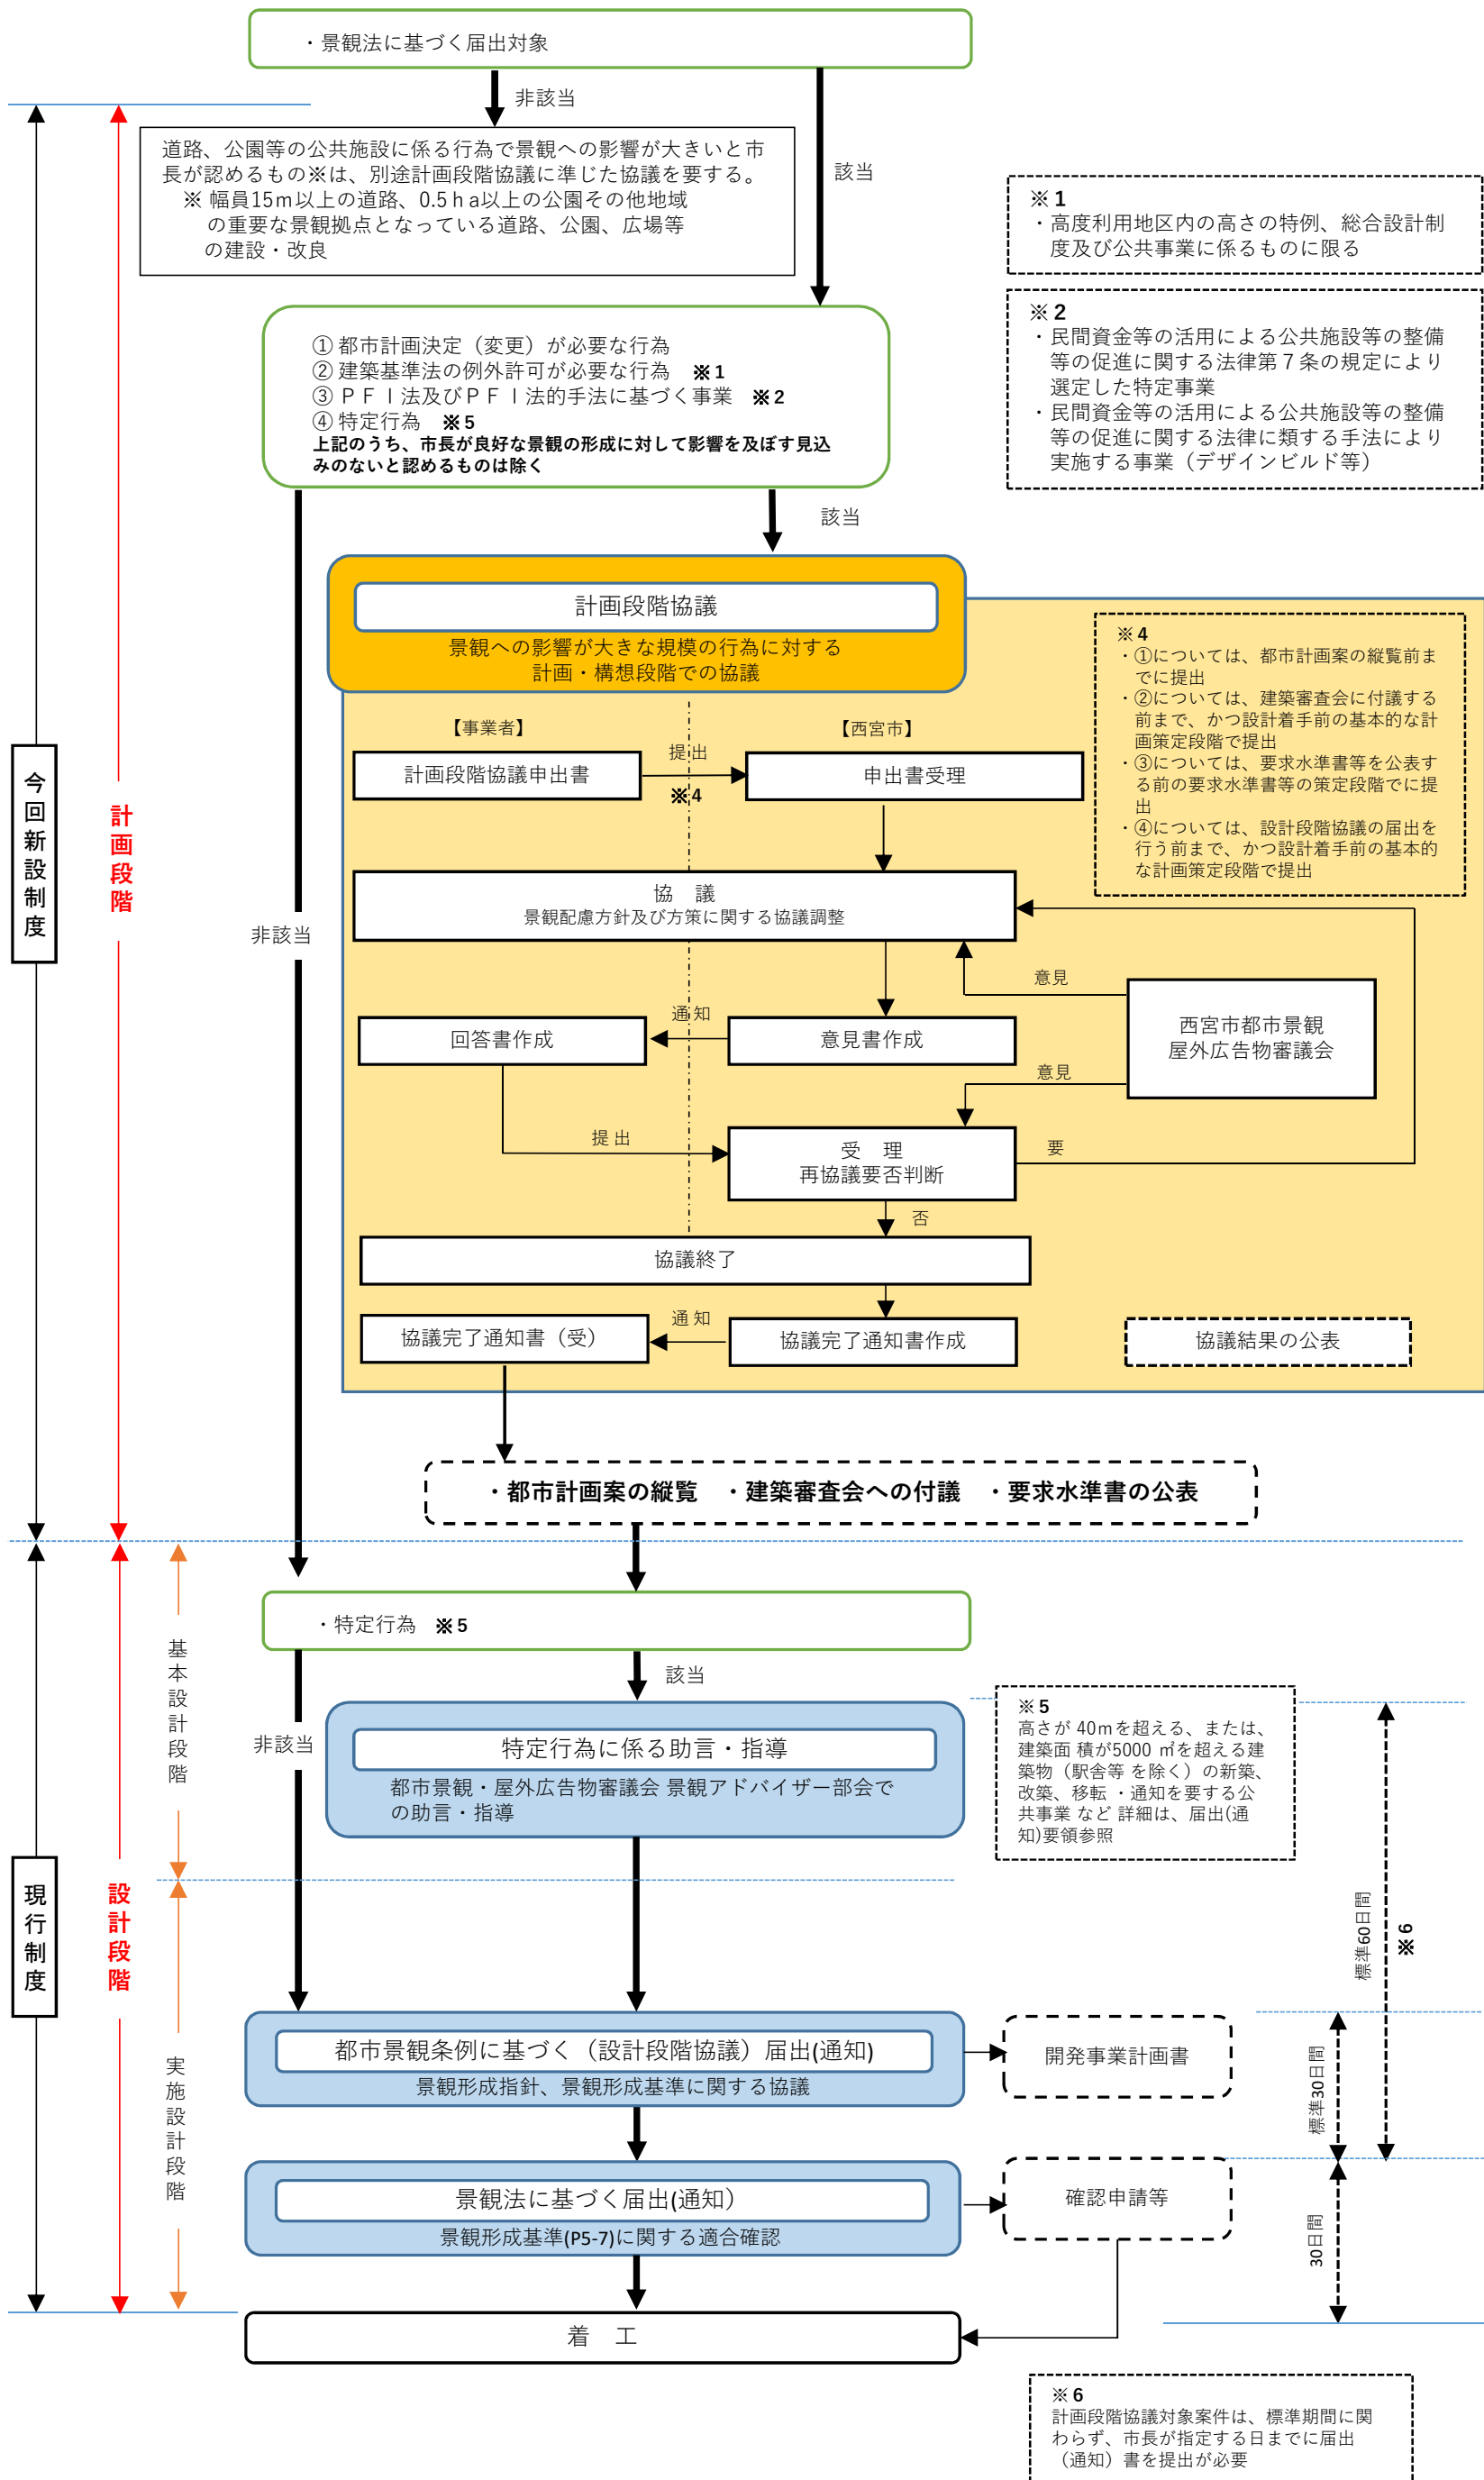 ・景観法に基づく届出対象
非該当
道路、公園等の公共施設に係る行為で景観への影響が大きいと市
長が認めるもの※は、別途計画段階協議に準じた協議を要する。
※ 幅員15m以上の道路、0.5ha以上の公園その他地域
の重要な景観拠点となっている道路、公園、広場等
の建設・改良
該当
※1
・高度利用地区内の高さの特例、総合設計制
度及び公共事業に係るものに限る
※2
・民間資金等の活用による公共施設等の整備
等の促進に関する法律第7条の規定により
選定した特定事業
・民間資金等の活用による公共施設等の整備
等の促進に関する法律に類する手法により
実施する事業（デザインビルド等）
① 都市計画決定（変更）が必要な行為
② 建築基準法の例外許可が必要な行為 ※1
③ PFI法及びPFI法的手法に基づく事業 ※2
④ 特定行為 ※5
上記のうち、市長が良好な景観の形成に対して影響を及ぼす見込
みのないと認めるものは除く
該当
計画段階協議
景観への影響が大きな規模の行為に対する
計画・構想段階での協議
※4
・①については、都市計画案の縦覧前ま
でに提出
・②については、建築審査会に付議する
前まで、かつ設計着手前の基本的な計
画策定段階で提出
・③については、要求水準書等を公表す
る前の要求水準書等の策定段階でに提
出
・④については、設計段階協議の届出を
行う前まで、かつ設計着手前の基本的
な計画策定段階で提出
【事業者】
【西宮市】
計画段階協議申出書
提出
※4
申出書受理
今回新設制度
計画段階
協 議
景観配慮方針及び方策に関する協議調整
非該当
意見
西宮市都市景観
屋外広告物審議会
回答書作成
通知
意見書作成
意見
提出
受 理
再協議要否判断
要
否
協議終了
協議完了通知書（受）
通知
協議完了通知書作成
協議結果の公表
・都市計画案の縦覧 ・建築審査会への付議 ・要求水準書の公表
・特定行為 ※5
該当
基本設計段階
非該当
特定行為に係る助言・指導
都市景観・屋外広告物審議会 景観アドバイザー部会で
の助言・指導
※5
高さが 40mを超える、または、
建築面 積が5000 ㎡を超える建
築物（駅舎等 を除く）の新築、
改築、移転 ・通知を要する公
共事業 など 詳細は、届出(通
知)要領参照
現行制度
設計段階
標準60日間
※6
都市景観条例に基づく（設計段階協議）届出(通知)
景観形成指針、景観形成基準に関する協議
開発事業計画書
標準30日間
実施設計段階
景観法に基づく届出(通知）
景観形成基準(P5-7)に関する適合確認
確認申請等
30日間
着 工
※6
計画段階協議対象案件は、標準期間に関
わらず、市長が指定する日までに届出
（通知）書を提出が必要